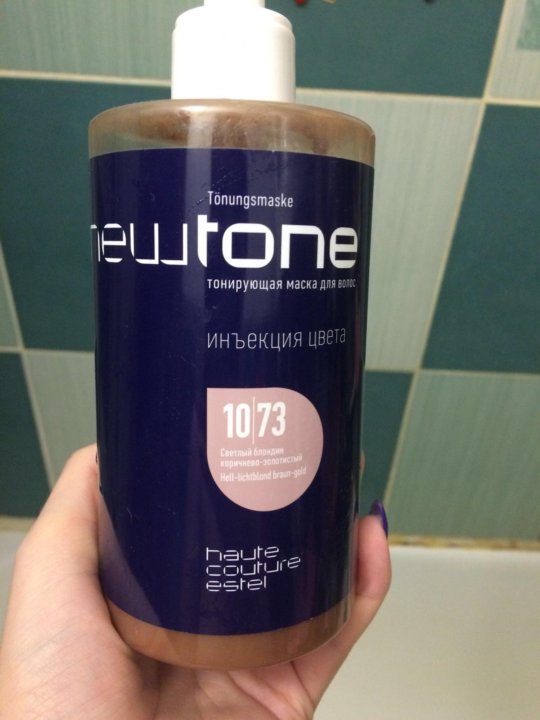 Tönungsmaske
newtone
тонирующая маска для волос
инъекция цвета
10|73
Светлый блондин
коричнево-золотистый
Hell-lichtblond braun-gold
haute
couture
estel